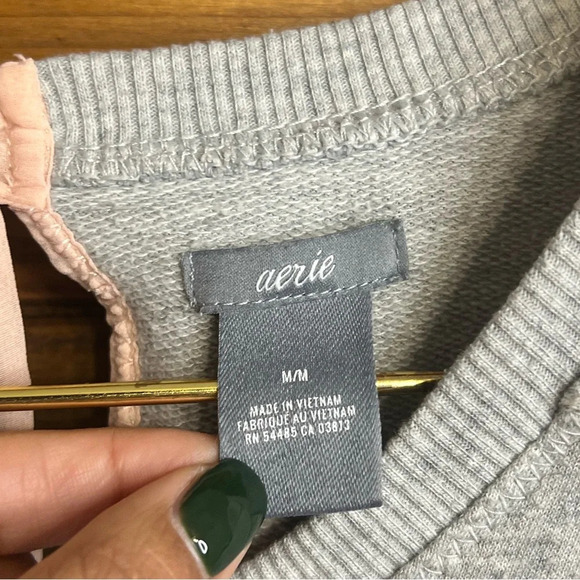 aerie
M/M
MADE IN VIETNAM
FABRIQUÉ AU VIETNAM
RN 54485 CA 03813